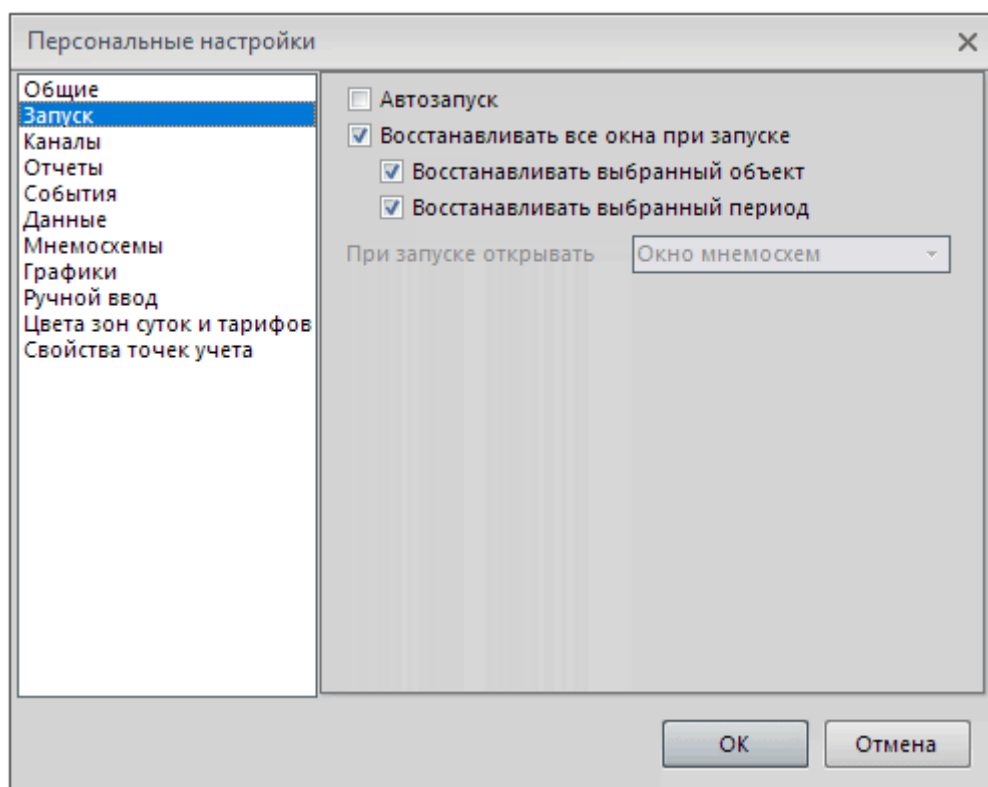 Персональные настройки
Общие
Запуск
Каналы
Отчеты
События
Данные
Мнемосхемы
Графики
Ручной ввод
Цвета зон суток и тарифов
Свойства точек учета
Автозапуск
Восстанавливать все окна при запуске
Восстанавливать выбранный объект
Восстанавливать выбранный период
При запуске открывать Окно мнемосхем
ОК Отмена